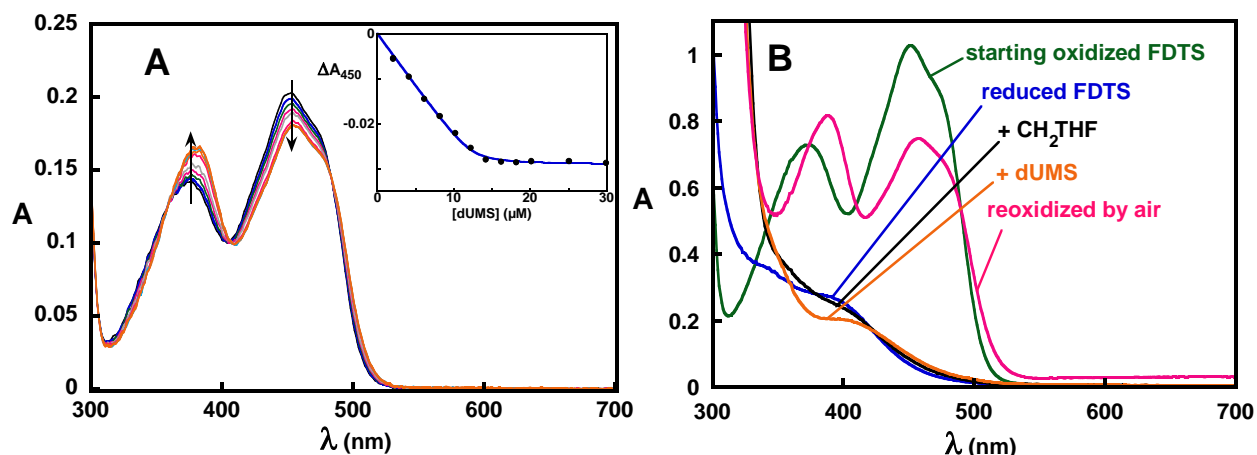 A
0.25
0.2
0.15
0.1
0.05
0
A
300
400
500
600
700
λ (nm)
0
ΔA450
-0.02
0
10
20
30
[dUMS] (µM)
B
1
0.8
0.6
0.4
0.2
0
A
300
400
500
600
700
λ (nm)
starting oxidized FDTS
reduced FDTS
+ CH2THF
+ dUMS
reoxidized by air